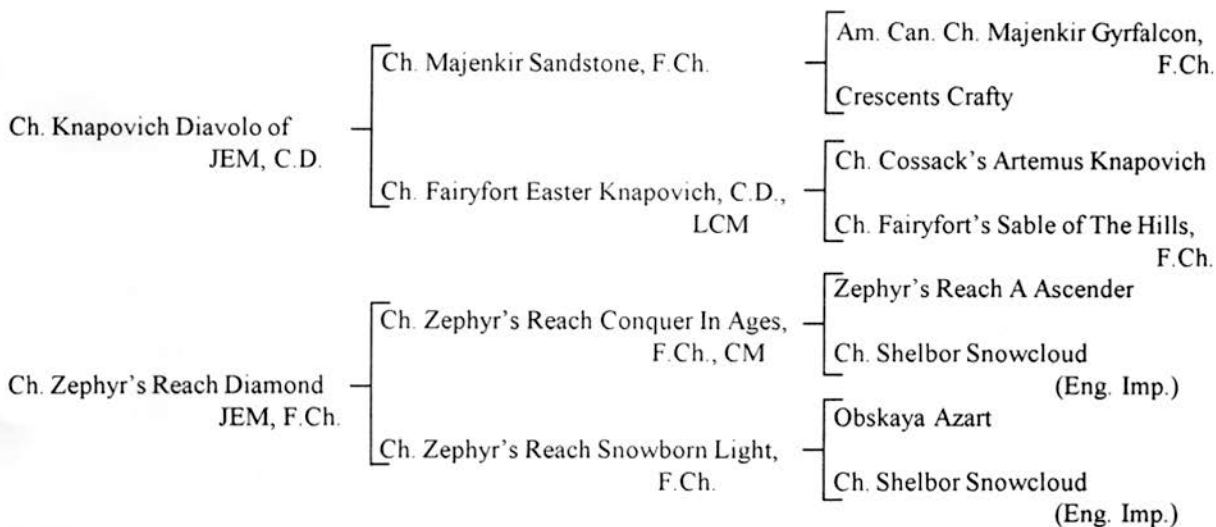 Am. Can. Ch. Majenkir Gyrfalcon,
F.Ch.
Ch. Majenkir Sandstone, F.Ch.
Crescents Crafty
Ch. Knapovich Diavolo of
JEM, C.D.
Ch. Cossack's Artemus Knapovich
Ch. Fairyfort Easter Knapovich, C.D.,
LCM
Ch. Fairyfort's Sable of The Hills,
F.Ch.
Zephyr's Reach A Ascender
Ch. Zephyr's Reach Conquer In Ages,
F.Ch., CM
Ch. Shelbor Snowcloud
(Eng. Imp.)
Ch. Zephyr's Reach Diamond
JEM, F.Ch.
Obskaya Azart
Ch. Zephyr's Reach Snowborn Light,
F.Ch.
Ch. Shelbor Snowcloud
(Eng. Imp.)